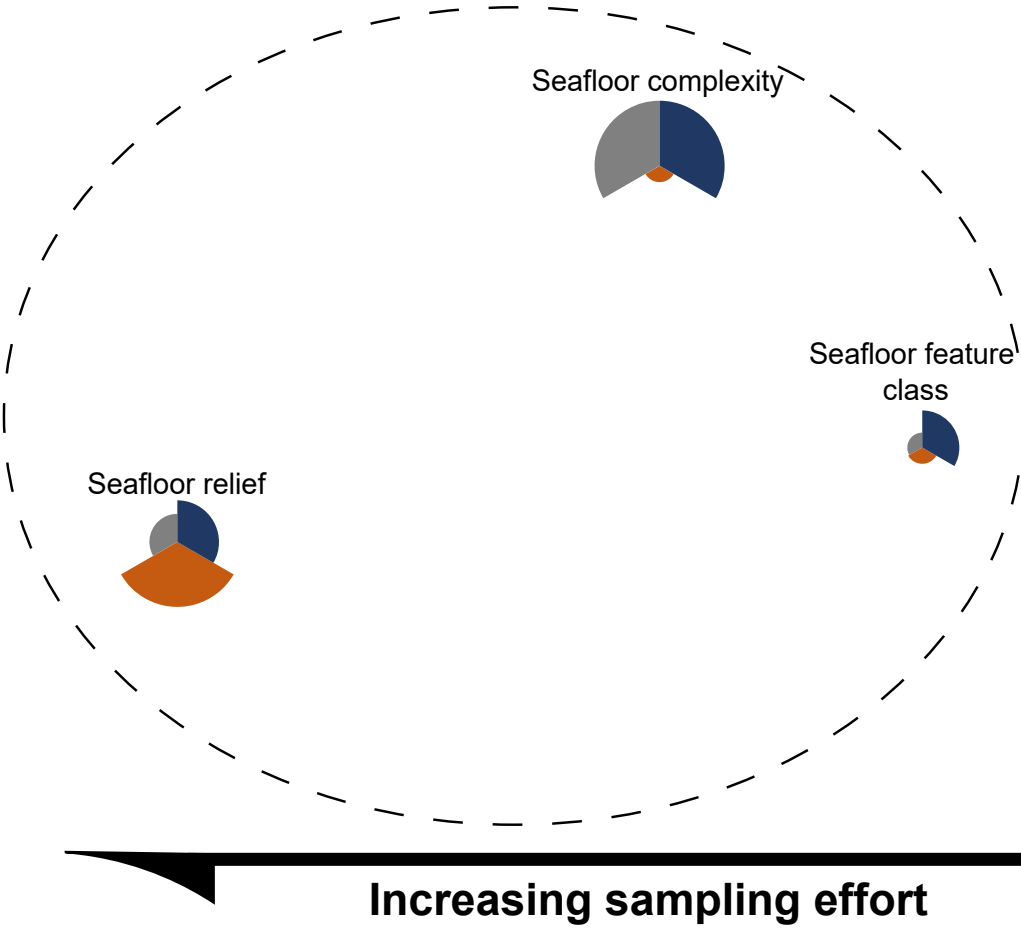 Seafloor complexity
Seafloor feature
class
Seafloor relief
Increasing sampling effort